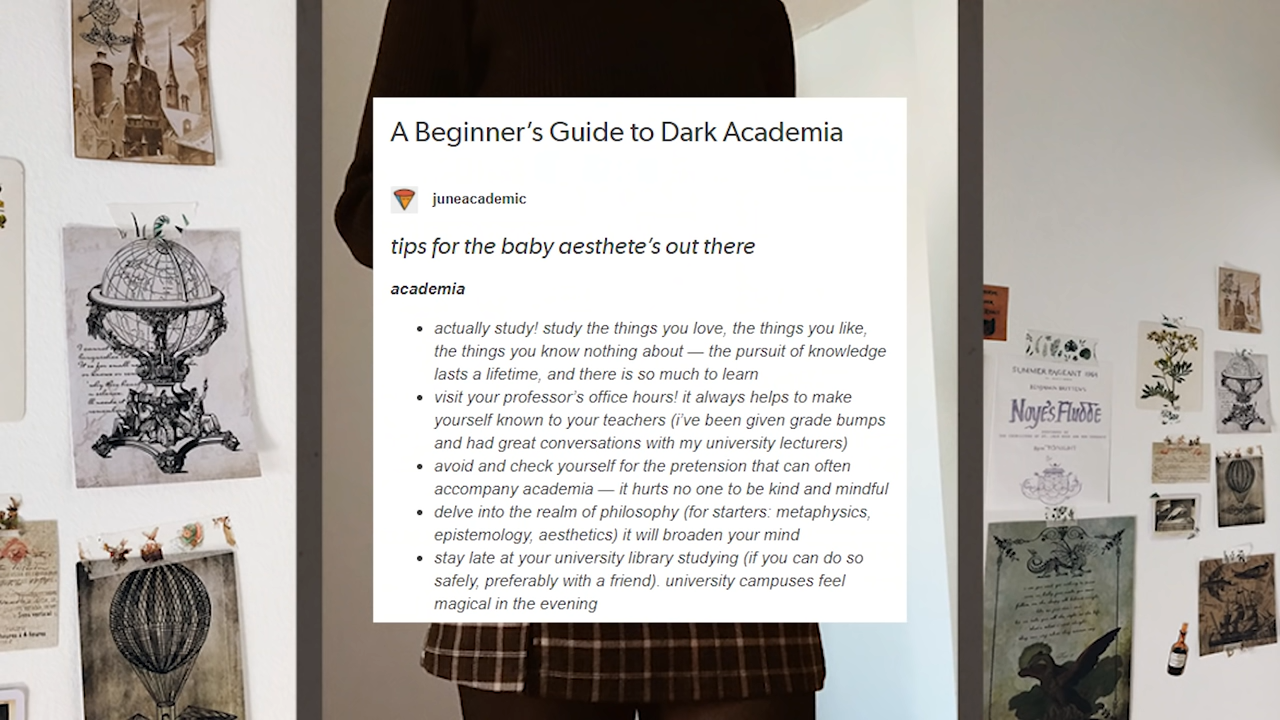 A Beginner’s Guide to Dark Academia
juneacademic
tips for the baby aesthete’s out there
academia
• actually study! study the things you love, the things you like,
the things you know nothing about — the pursuit of knowledge
lasts a lifetime, and there is so much to learn
• visit your professor’s office hours! it always helps to make
yourself known to your teachers (i’ve been given grade bumps
and had great conversations with my university lecturers)
• avoid and check yourself for the pretension that can often
accompany academia — it hurts no one to be kind and mindful
• delve into the realm of philosophy (for starters: metaphysics,
epistemology, aesthetics) it will broaden your mind
• stay late at your university library studying (if you can do so
safely, preferably with a friend). university campuses feel
magical in the evening
SUMMER PAGEANT
BENJAMIN BRITTEN'S
Noye's Fludde